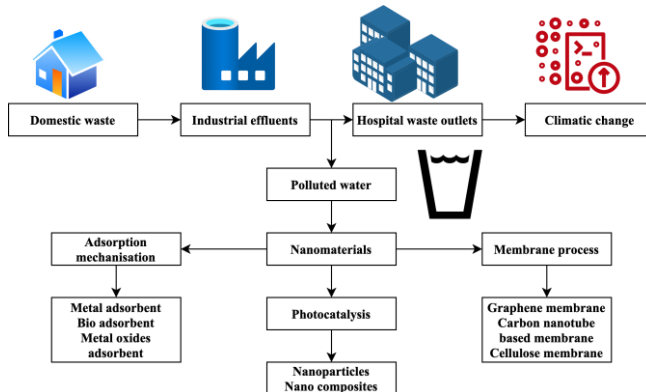 Domestic waste
Industrial effluents
Hospital waste outlets
Climatic change
Polluted water
Adsorption
mechanisation
Nanomaterials
Membrane process
Metal adsorbent
Bio adsorbent
Metal oxides
adsorbent
Photocatalysis
Graphene membrane
Carbon nanotube
based membrane
Cellulose membrane
Nanoparticles
Nano composites